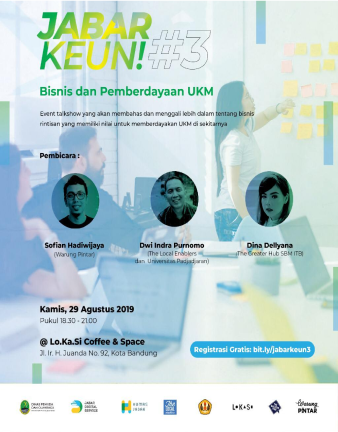 JABAR
KEUN! #3
Bisnis dan Pemberdayaan UKM
Event talkshow yang akan membahas dan menggali lebih dalam tentang bisnis
rintisan yang memiliki nilai untuk memberdayakan UKM di sekitarnya
Pembicara :
Sofian Hadiwijaya
(Warung Pintar)
Dwi Indra Purnomo
(The Local Enablers
dan Universitas Padjadjaran)
Dina Dellyana
(The Greater Hub SBM ITB)
Kamis, 29 Agustus 2019
Pukul 18.30 - 21.00
@ Lo.Ka.Si Coffee & Space
Jl. Ir. H. Juanda No. 92, Kota Bandung
Registrasi Gratis: bit.ly/jabarkeun3
JABAR
DIGITAL
SERVICE
LOKASI
Warung
PINTAR